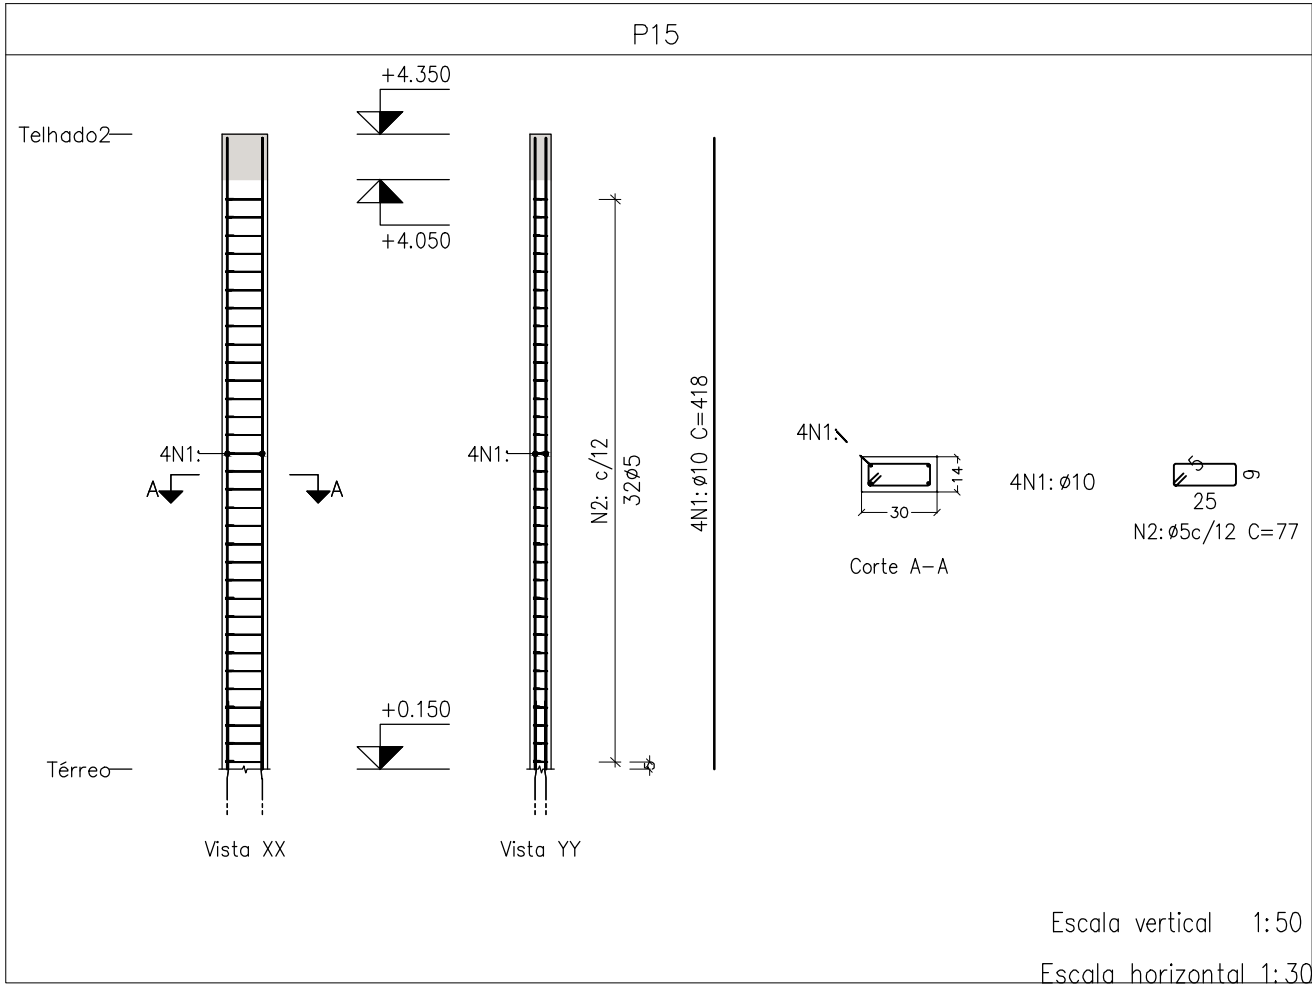 P15
+4.350
Telhado2
+4.050
4N1:
A
A
4N1:
N2: c/12
32ø5
4N1:ø10 C=418
4N1:
14
30
Corte A-A
4N1:ø10
5
9
25
N2:ø5c/12 C=77
+0.150
Térreo
5
Vista XX
Vista YY
Escala vertical 1:50
Escala horizontal 1:30